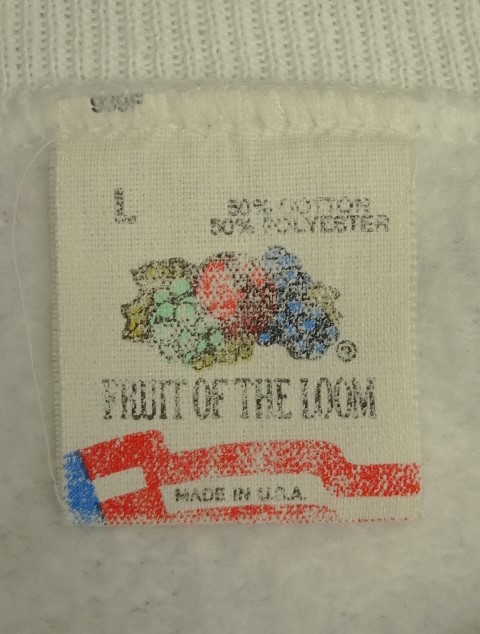 L
50% COTTON
50% POLYESTER
®
FRUIT OF THE LOOM
MADE IN U.S.A.